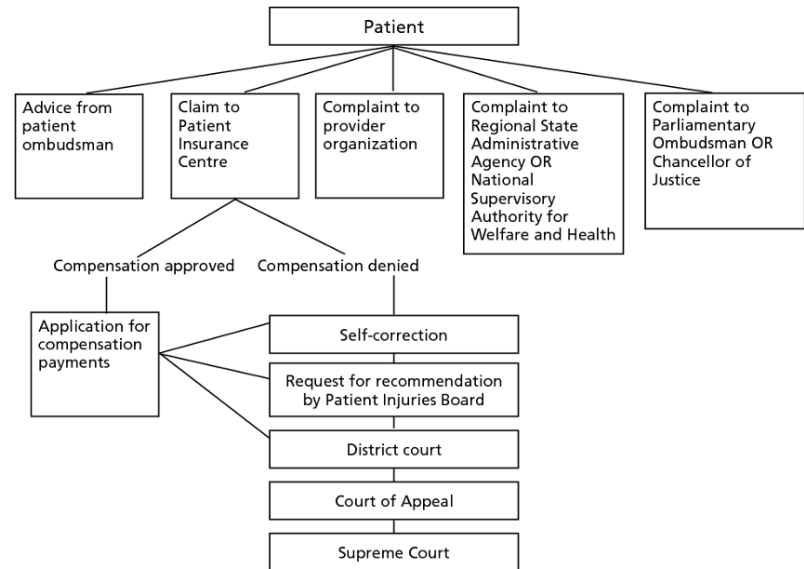 Patient
Advice from
patient
ombudsman
Claim to
Patient
Insurance
Centre
Complaint to
provider
organization
Complaint to
Regional State
Administrative
Agency OR
National
Supervisory
Authority for
Welfare and Health
Complaint to
Parliamentary
Ombudsman OR
Chancellor of
Justice
Compensation approved
Compensation denied
Application for
compensation
payments
Self-correction
Request for recommendation
by Patient Injuries Board
District court
Court of Appeal
Supreme Court